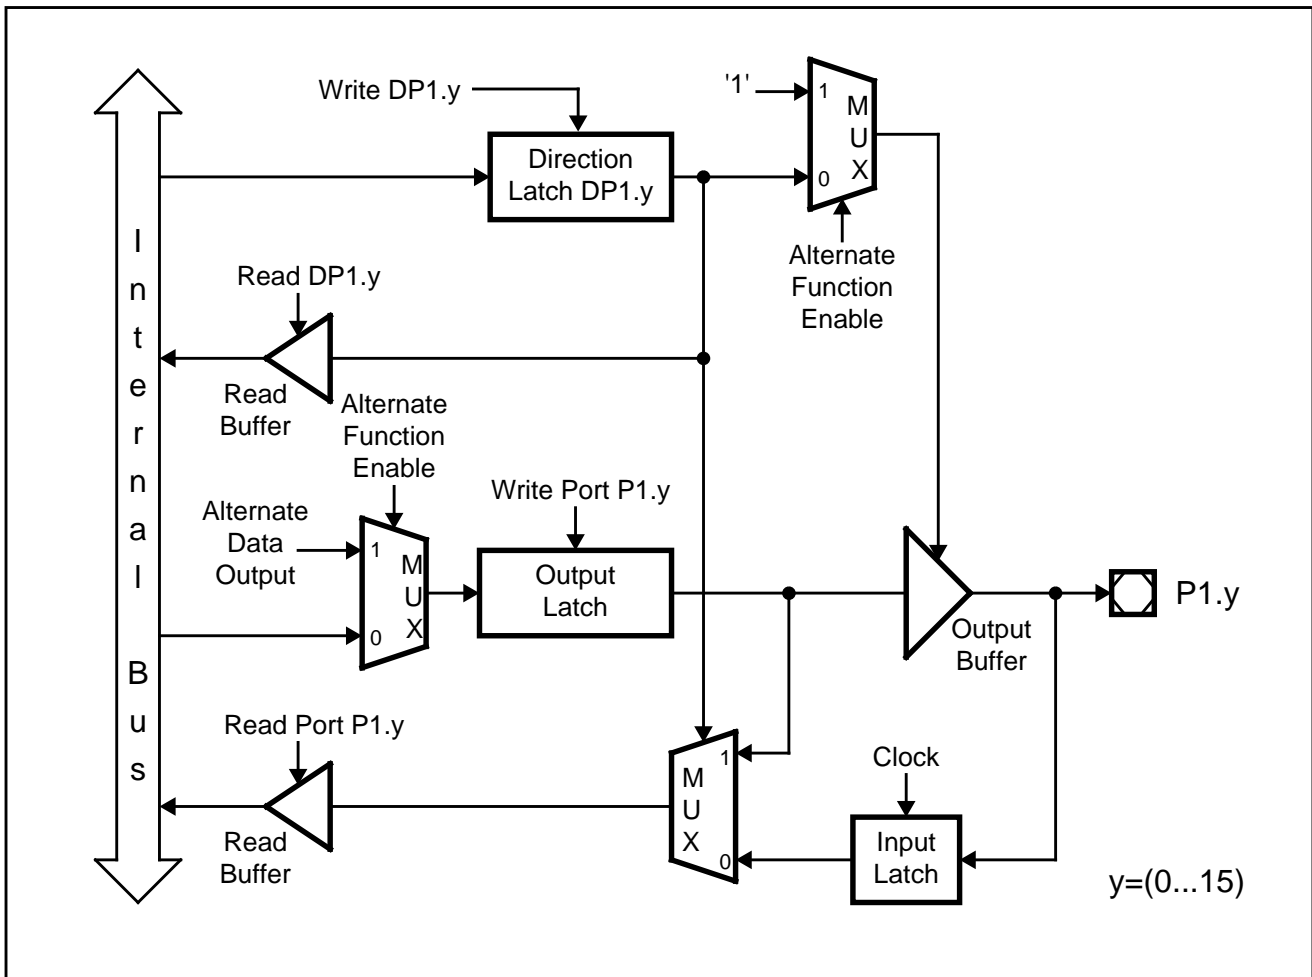 Write DP1.y
'1'
1
M
U
X
0
Direction
Latch DP1.y
Alternate
Function
Enable
Internal Bus
Read DP1.y
Read
Buffer
Alternate
Function
Enable
Write Port P1.y
Alternate
Data
Output
1
M
U
X
0
Output
Latch
Output
Buffer
P1.y
Read Port P1.y
Read
Buffer
1
M
U
X
0
Clock
Input
Latch
y=(0...15)